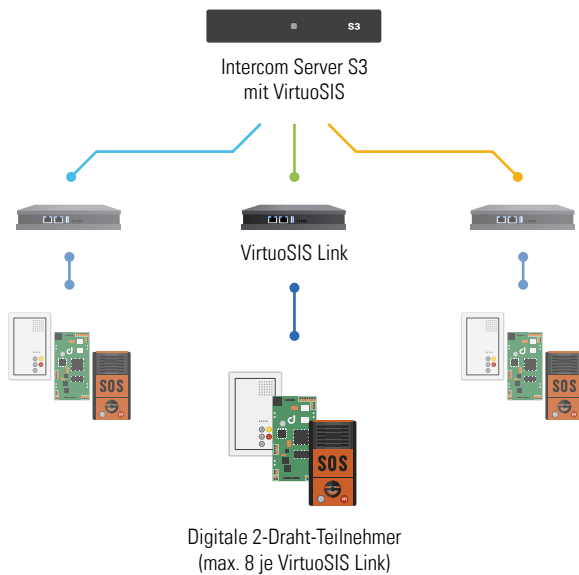 S3
Intercom Server S3
mit VirtuoSIS
VirtuoSIS Link
SOS
SOS
SOS
Digitale 2-Draht-Teilnehmer
(max. 8 je VirtuoSIS Link)